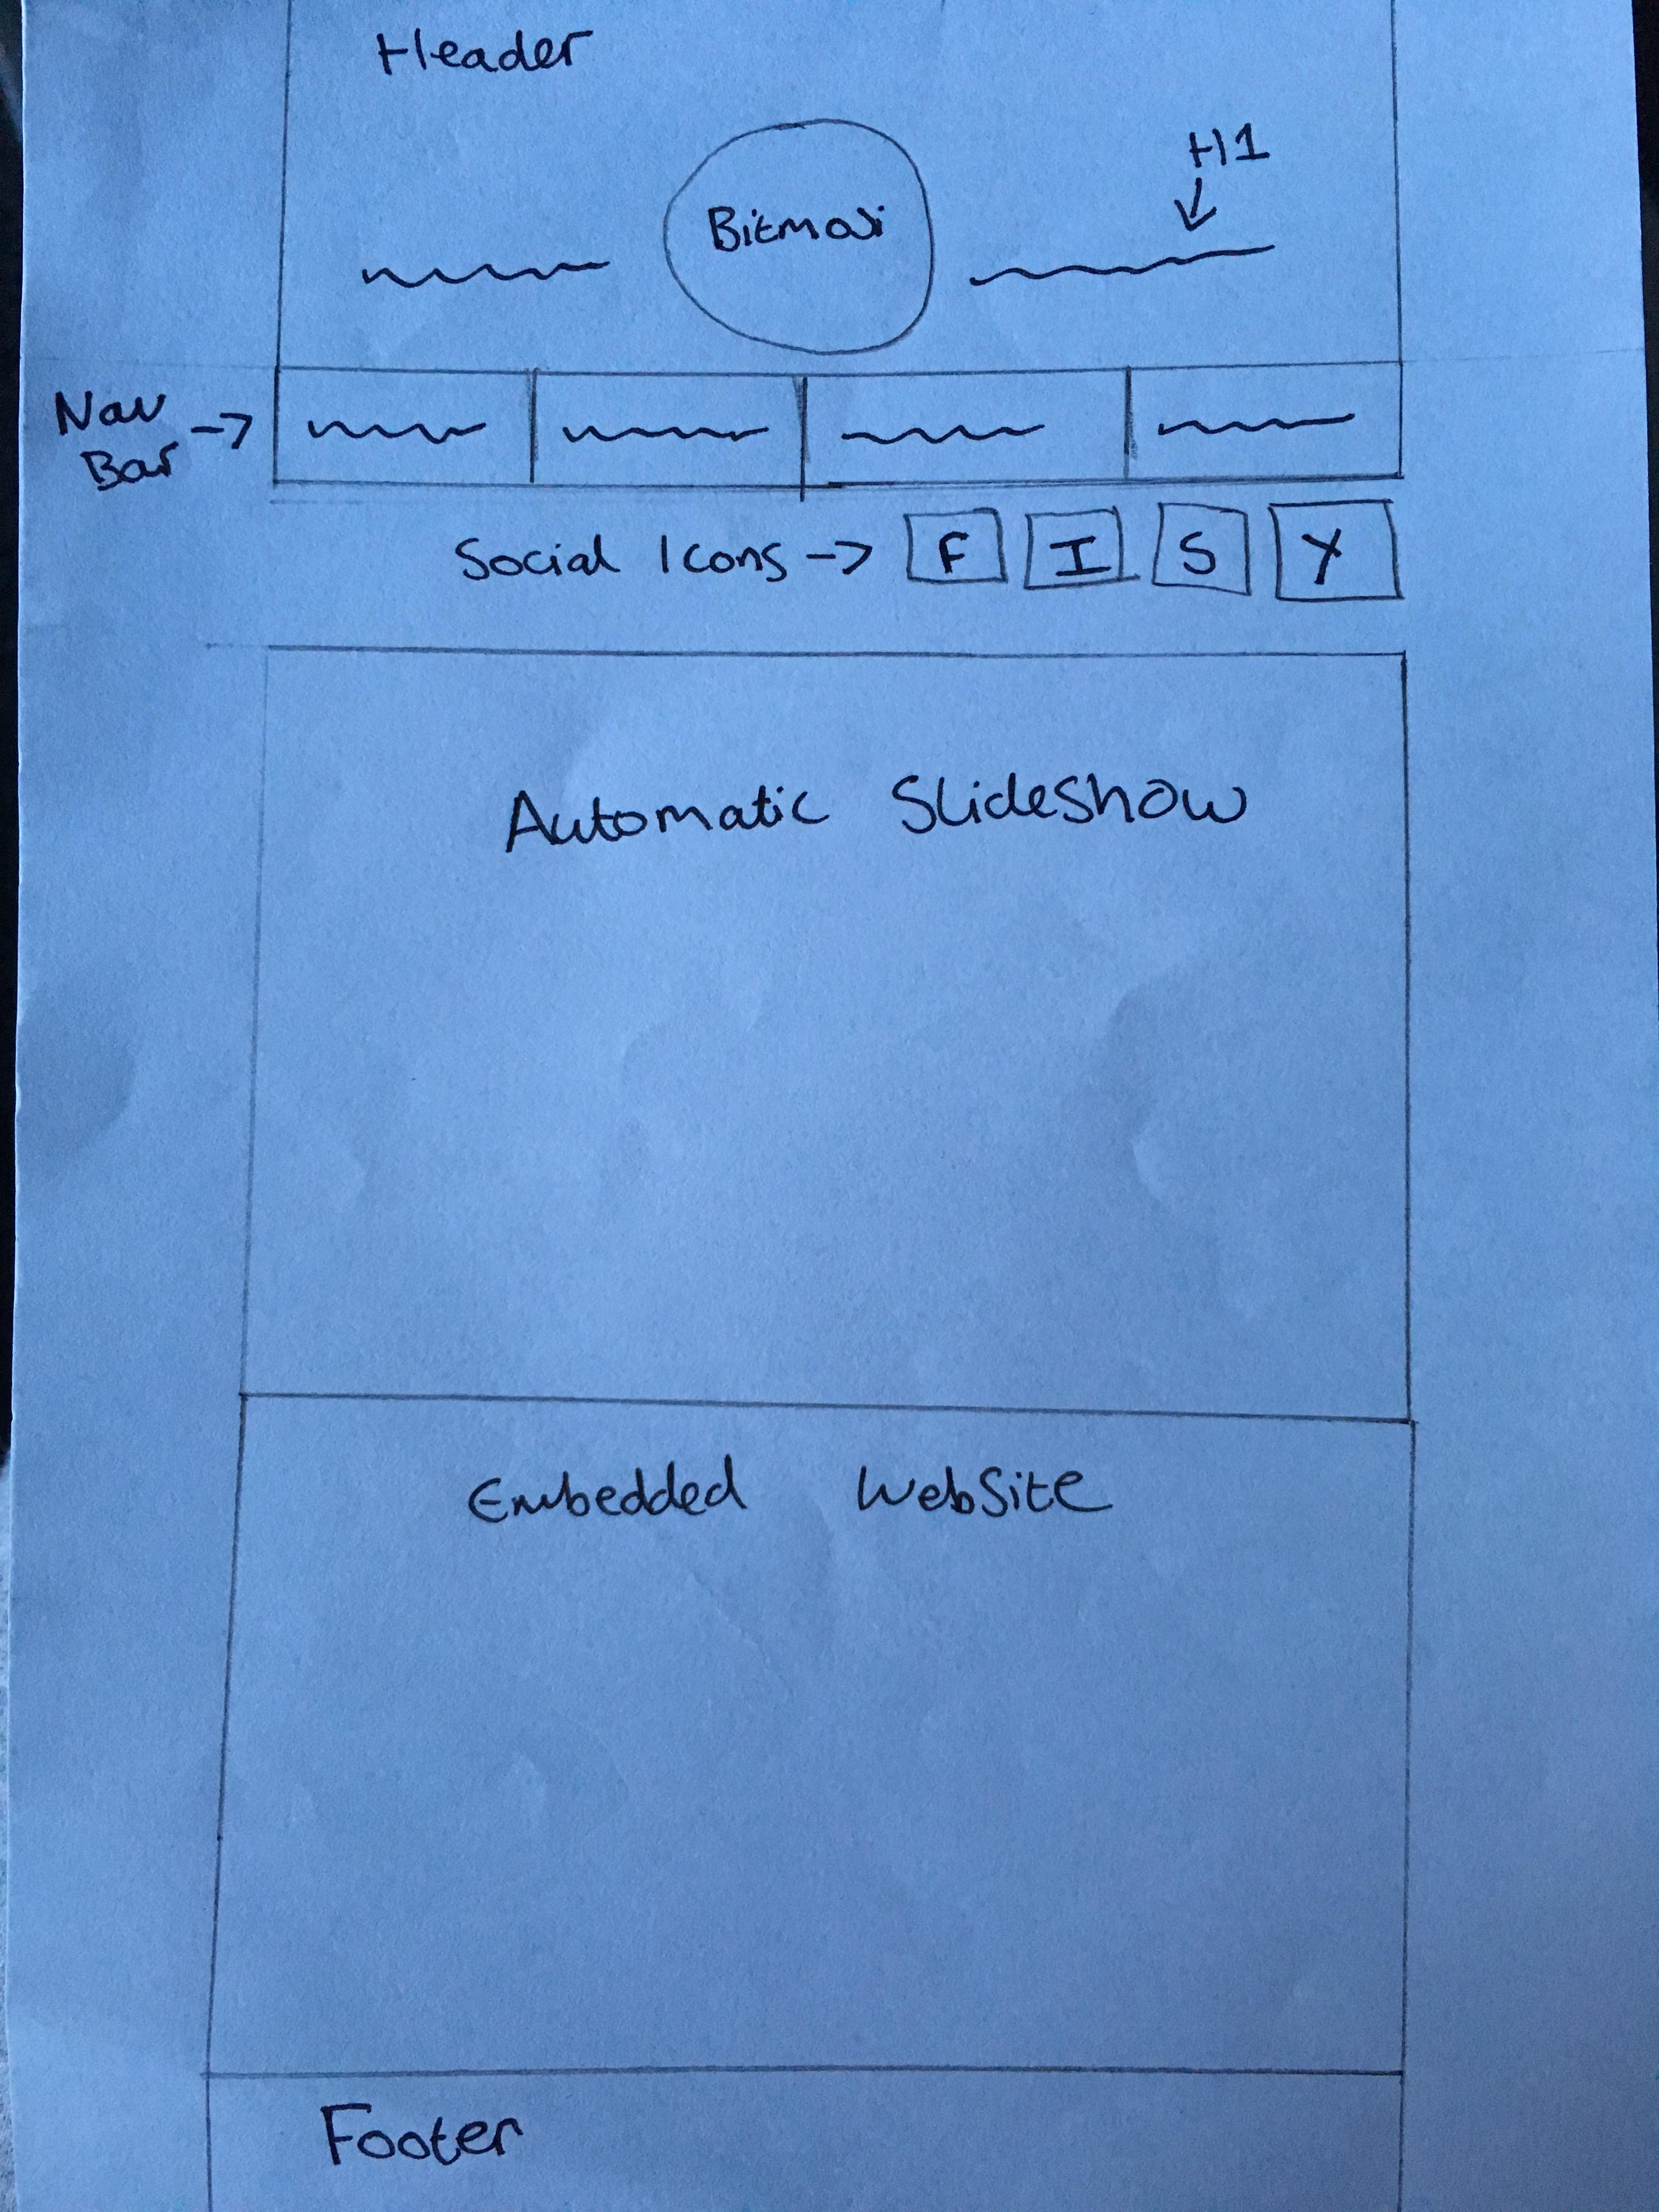 Header
H1
Bitmoji
Nav
Bar →
Social Icons → F I S Y
Automatic SlideShow
Embedded WebSite
Footer